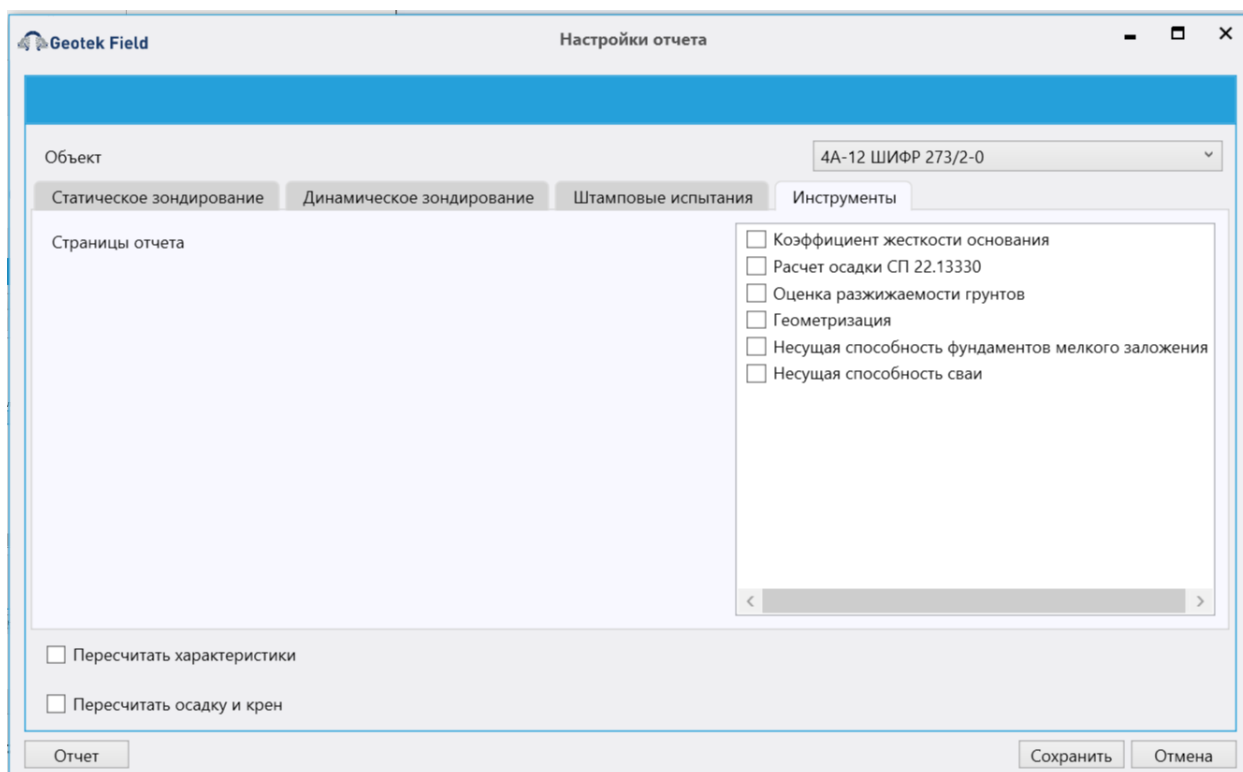 Geotek Field
Настройки отчета
Объект
4А-12 ШИФР 273/2-0
Статическое зондирование
Динамическое зондирование
Штамповые испытания
Инструменты
Страницы отчета
Коэффициент жесткости основания
Расчет осадки СП 22.13330
Оценка разжижаемости грунтов
Геометризация
Несущая способность фундаментов мелкого заложения
Несущая способность сваи
Пересчитать характеристики
Пересчитать осадку и крен
Отчет
Сохранить
Отмена